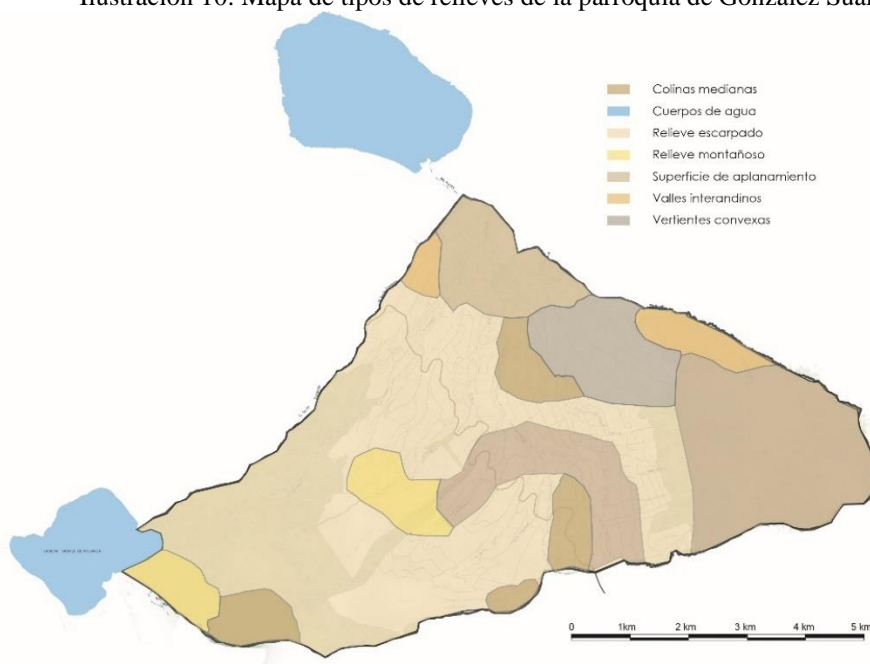 Ilustración 10: Mapa de tipos de relieves de la parroquia de González Suár
Colinas medianas
Cuerpos de agua
Relieve escarpado
Relieve montañoso
Superficie de aplanamiento
Valles interandinos
Vertientes convexas
0 1km 2 km 3 km 4 km 5 km